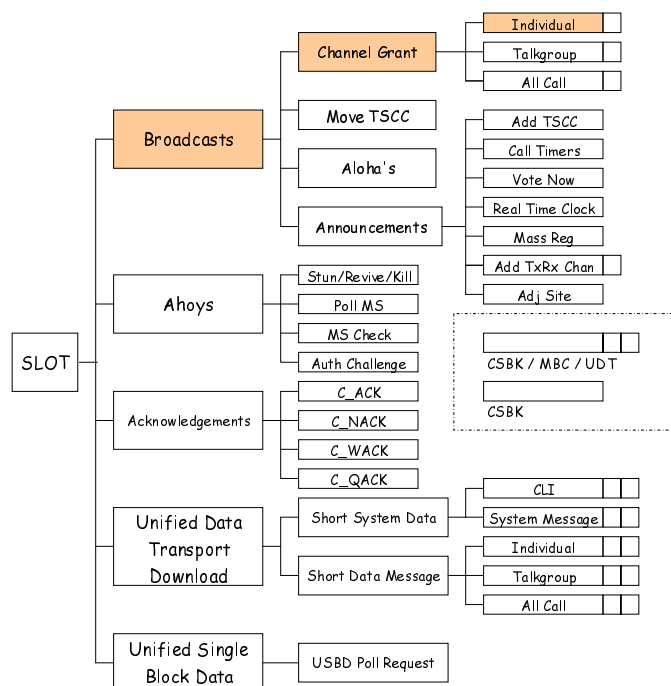 SLOT
Broadcasts
Channel Grant
Individual
Talkgroup
All Call
Move TSCC
Aloha's
Announcements
Add TSCC
Call Timers
Vote Now
Real Time Clock
Mass Reg
Add TxRx Chan
Adj Site
Ahoys
Stun/Revive/Kill
Poll MS
MS Check
Auth Challenge
CSBK / MBC / UDT
CSBK
Acknowledgements
C_ACK
C_NACK
C_WACK
C_QACK
Unified Data
Transport
Download
Short System Data
CLI
System Message
Short Data Message
Individual
Talkgroup
All Call
Unified Single
Block Data
USBD Poll Request